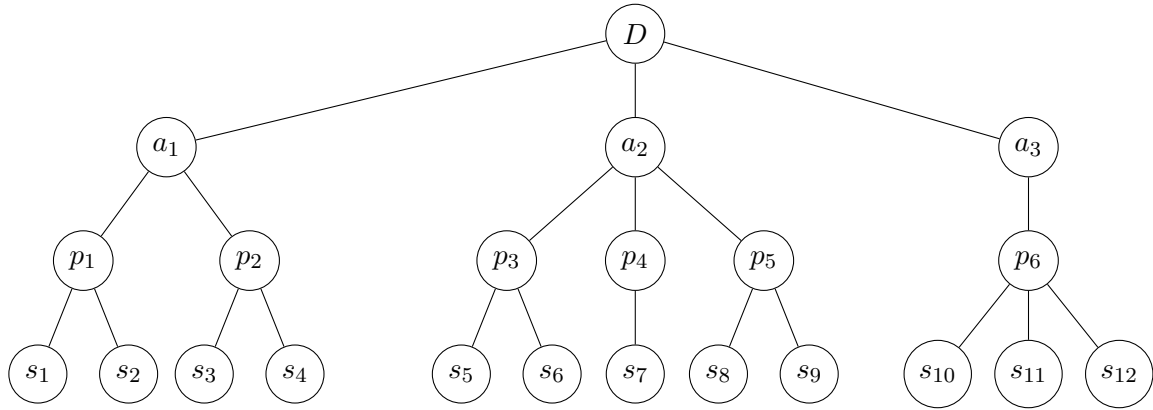 D
a₁ a₂ a₃
p₁ p₂ p₃ p₄ p₅ p₆
s₁ s₂ s₃ s₄ s₅ s₆ s₇ s₈ s₉ s₁₀ s₁₁ s₁₂